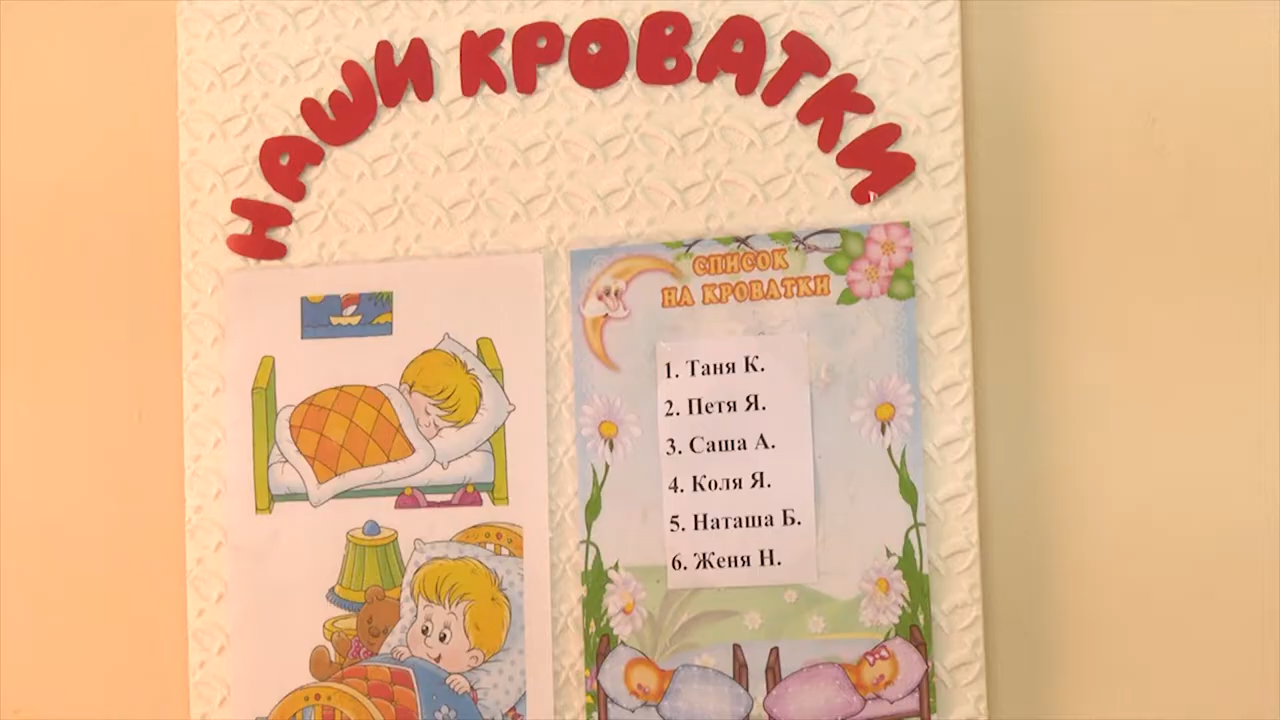 НАШИ КРОВАТКИ
СПИСОК
НА КРОВАТКИ
1. Таня К.
2. Петя Я.
3. Саша А.
4. Коля Я.
5. Наташа Б.
6. Женя Н.